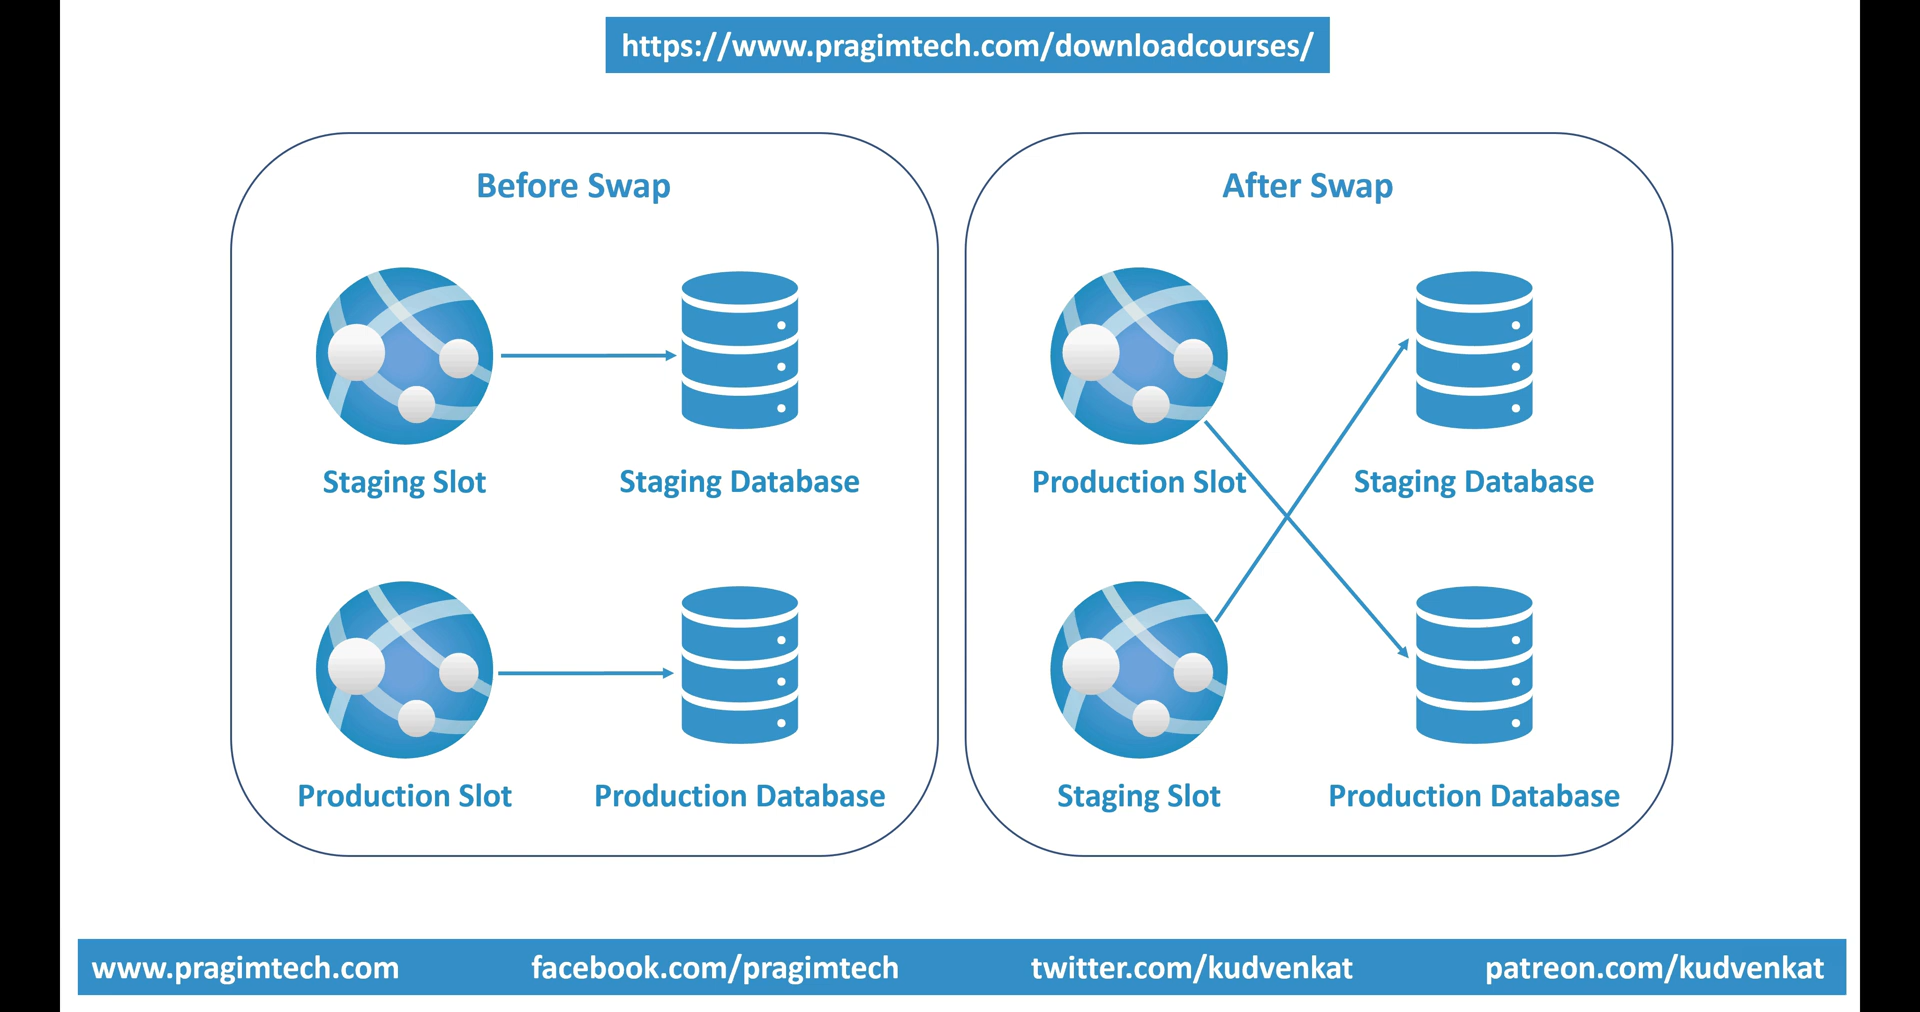 https://www.pragimtech.com/downloadcourses/
Before Swap
Staging Slot
Staging Database
Production Slot
Production Database
After Swap
Production Slot
Staging Database
Staging Slot
Production Database
www.pragimtech.com
facebook.com/pragimtech
twitter.com/kudvenkat
patreon.com/kudvenkat